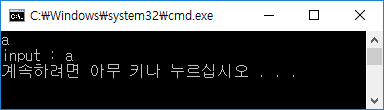 C:₩Windows₩system32₩cmd.exe
a
input : a
계속하려면 아무 키나 누르십시오 . . .